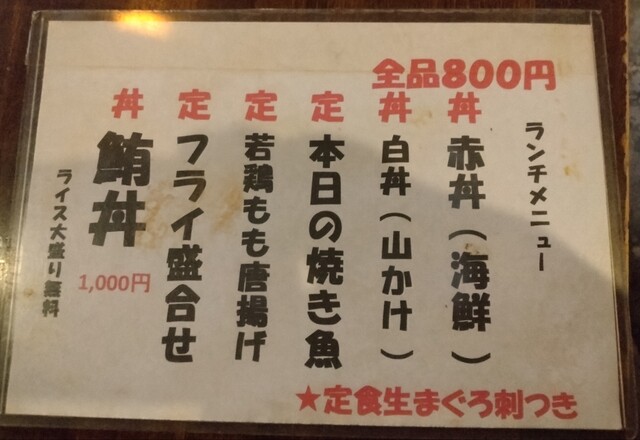 全品800円
ランチメニュー
丼 赤丼(海鮮)
丼 白丼(山かけ)
定 本日の焼き魚
定 若鶏もも唐揚げ
定 フライ盛合せ
丼 鮪丼
1,000円
ライス大盛り無料
★定食生まぐろ刺つき